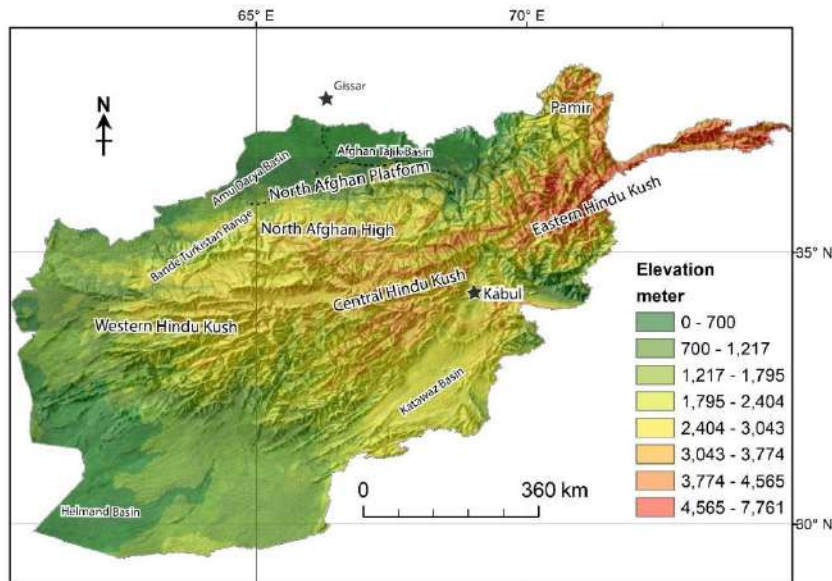 65° E
70° E
N
Gissar
Pamir
Afghan Tajik Basin
Amu Darya Basin
North Afghan Platform
Eastern Hindu Kush
Bande Turkistan Range
North Afghan High
35° N
Central Hindu Kush
Kabul
Western Hindu Kush
Katawaz Basin
Helmand Basin
0
360 km
30° N
Elevation
meter
0 - 700
700 - 1,217
1,217 - 1,795
1,795 - 2,404
2,404 - 3,043
3,043 - 3,774
3,774 - 4,565
4,565 - 7,761